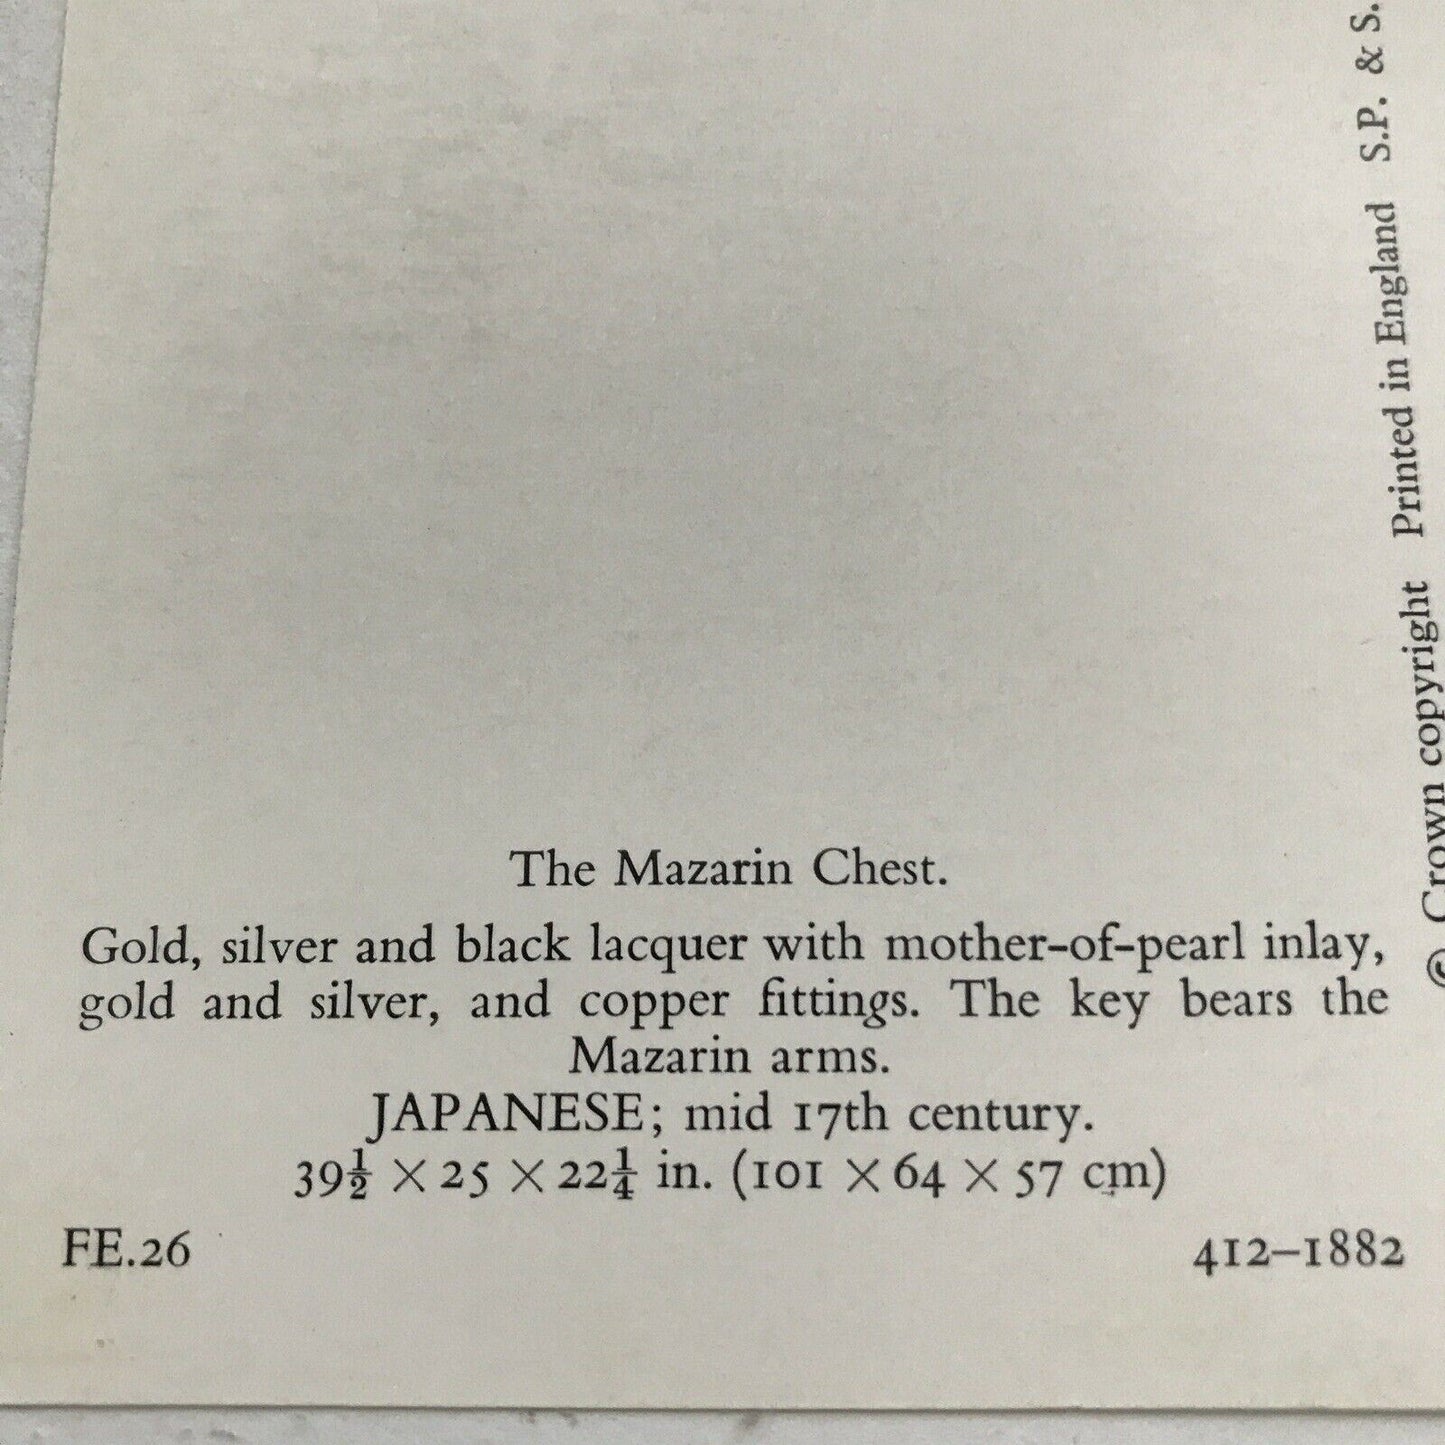 The Mazarin Chest.
Gold, silver and black lacquer with mother-of-pearl inlay,
gold and silver, and copper fittings. The key bears the
Mazarin arms.
JAPANESE; mid 17th century.
39½ × 25 × 22¼ in. (101 × 64 × 57 cm)
FE.26
412–1882
© Crown copyright Printed in England S.P. & S.